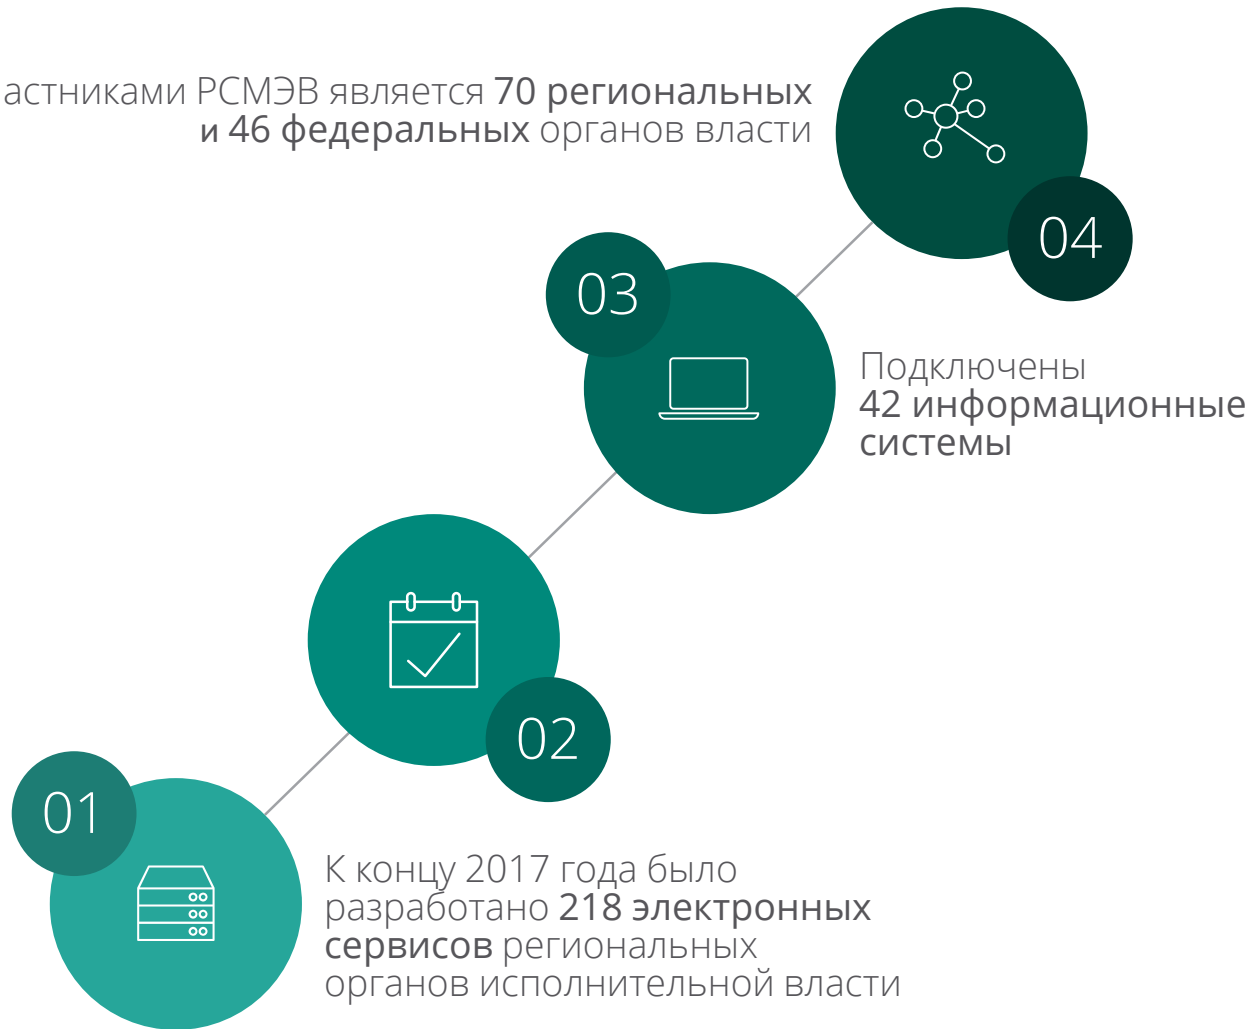 астниками РСМЭВ является 70 региональных
и 46 федеральных органов власти
04
03
Подключены
42 информационные
системы
02
01
К концу 2017 года было
разработано 218 электронных
сервисов региональных
органов исполнительной власти